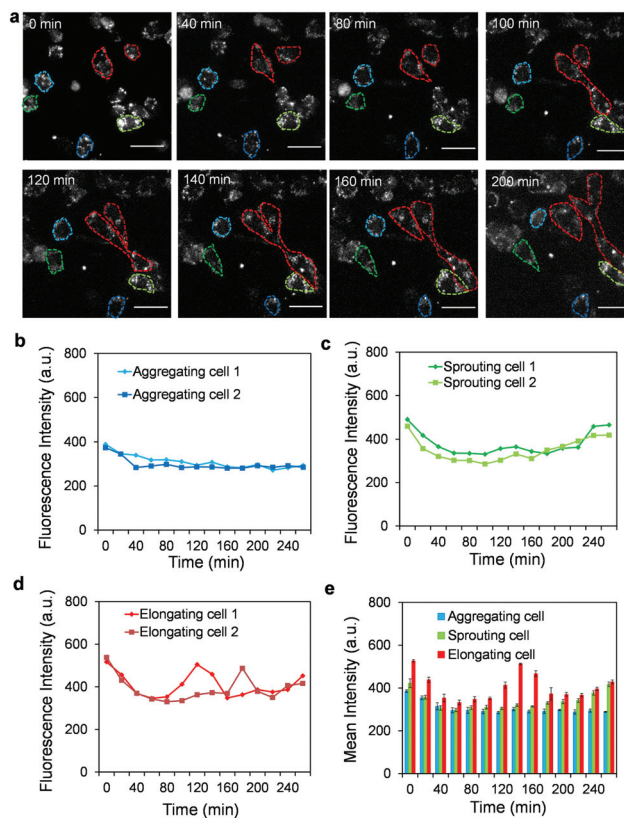 a
0 min
40 min
80 min
100 min
120 min
140 min
160 min
200 min
b
800
600
400
200
0
Fluorescence Intensity (a.u.)
Aggregating cell 1
Aggregating cell 2
0 40 80 120 160 200 240
Time (min)
c
800
600
400
200
0
Fluorescence Intensity (a.u.)
Sprouting cell 1
Sprouting cell 2
0 40 80 120 160 200 240
Time (min)
d
800
600
400
200
0
Fluorescence Intensity (a.u.)
Elongating cell 1
Elongating cell 2
0 40 80 120 160 200 240
Time (min)
e
800
600
400
200
0
Mean Intensity (a.u.)
Aggregating cell
Sprouting cell
Elongating cell
0 40 80 120 160 200 240
Time (min)